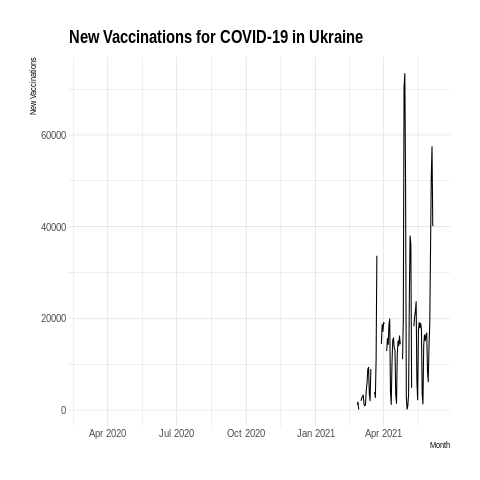 New Vaccinations for COVID-19 in Ukraine
New Vaccinations
60000
40000
20000
0
Apr 2020 Jul 2020 Oct 2020 Jan 2021 Apr 2021
Month